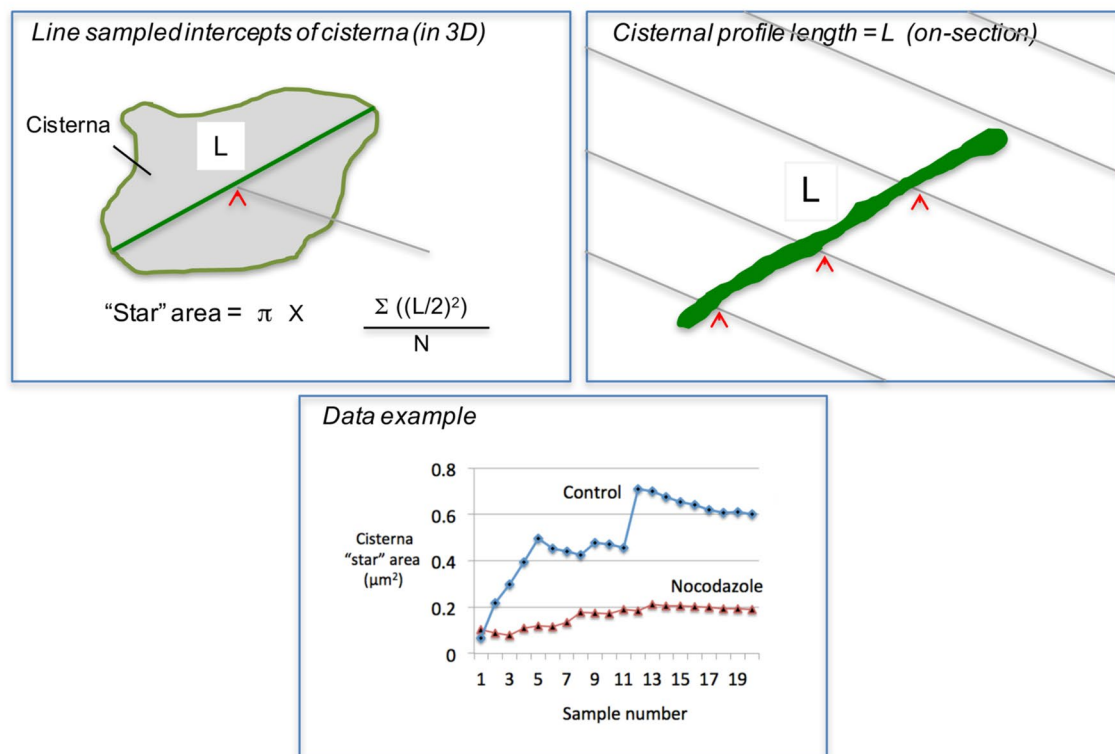 Line sampled intercepts of cisterna (in 3D)
Cisterna
L
“Star” area = π X Σ ((L/2)²)
N
Cisternal profile length = L (on-section)
L
Data example
0.8
0.6
0.4
0.2
0
Cisterna
“star” area
(µm²)
Control
Nocodazole
1 3 5 7 9 11 13 15 17 19
Sample number